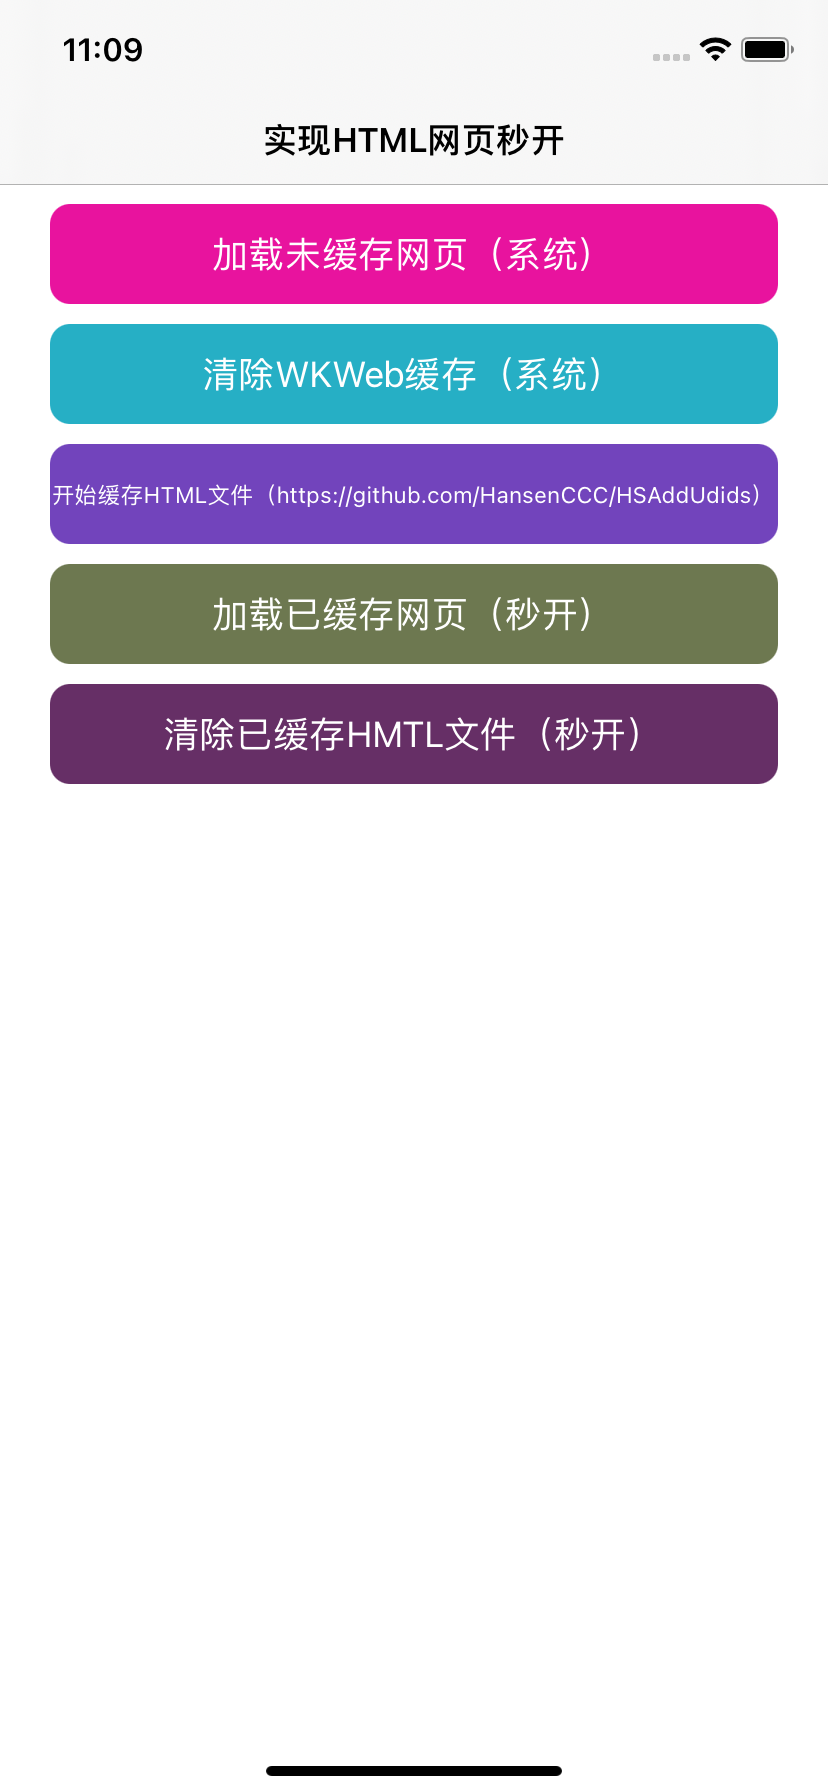 11:09
实现HTML网页秒开
加载未缓存网页（系统）
清除WKWeb缓存（系统）
开始缓存HTML文件（https://github.com/HansenCCC/HSAddUdids）
加载已缓存网页（秒开）
清除已缓存HMTL文件（秒开）